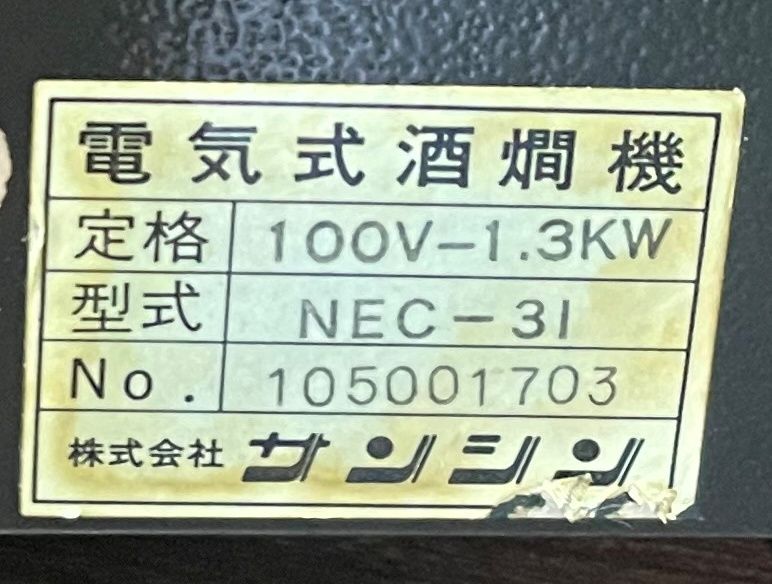 電気式酒燗機
定格 100V-1.3KW
型式 NEC-31
No. 105001703
株式会社 サンシン